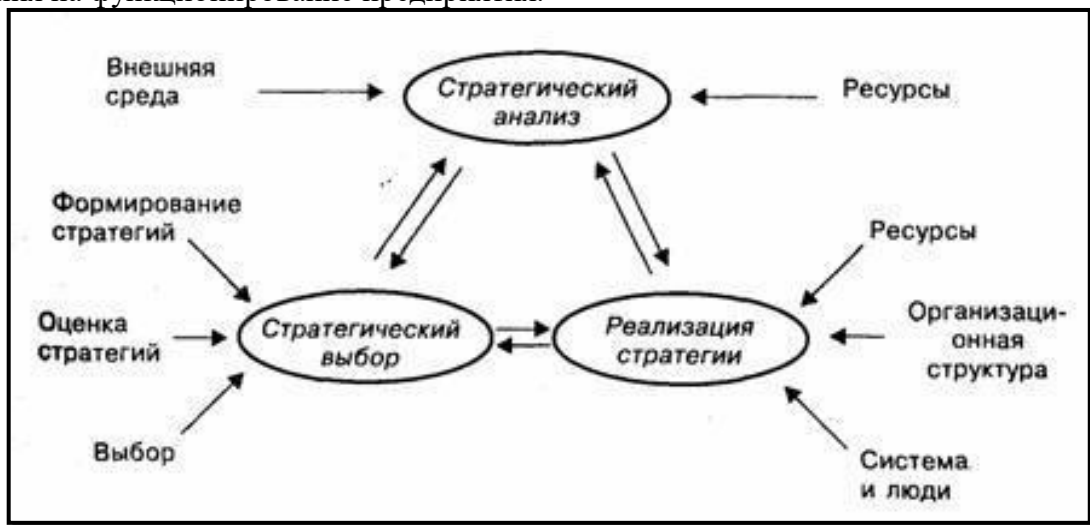 Внешняя
среда
Стратегический
анализ
Ресурсы
Формирование
стратегий
Ресурсы
Оценка
стратегий
Стратегический
выбор
Реализация
стратегии
Организаци-
онная
структура
Выбор
Система
и люди